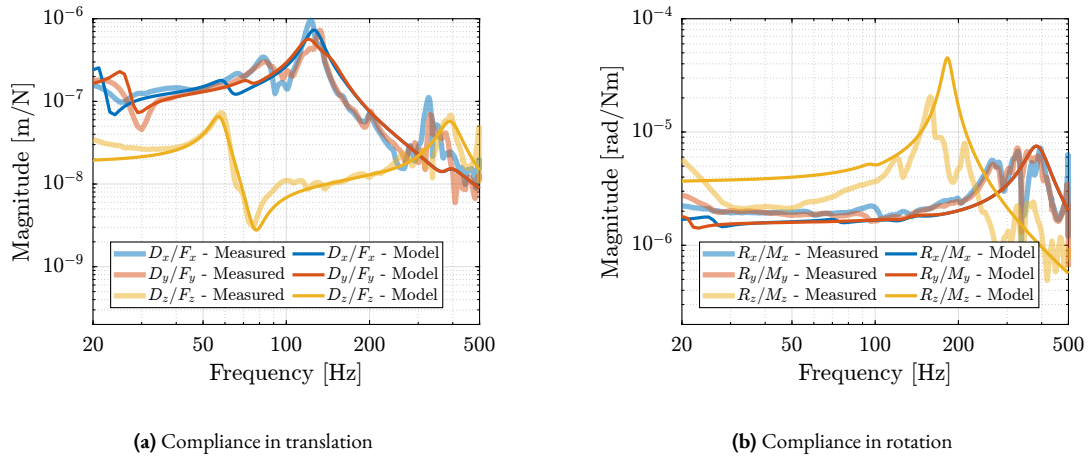 10^-6
10^-7
10^-8
10^-9
Magnitude [m/N]
D_x/F_x - Measured
D_y/F_y - Measured
D_z/F_z - Measured
D_x/F_x - Model
D_y/F_y - Model
D_z/F_z - Model
20 50 100 200 500
Frequency [Hz]
(a) Compliance in translation
10^-4
10^-5
10^-6
Magnitude [rad/Nm]
R_x/M_x - Measured
R_y/M_y - Measured
R_z/M_z - Measured
R_x/M_x - Model
R_y/M_y - Model
R_z/M_z - Model
20 50 100 200 500
Frequency [Hz]
(b) Compliance in rotation